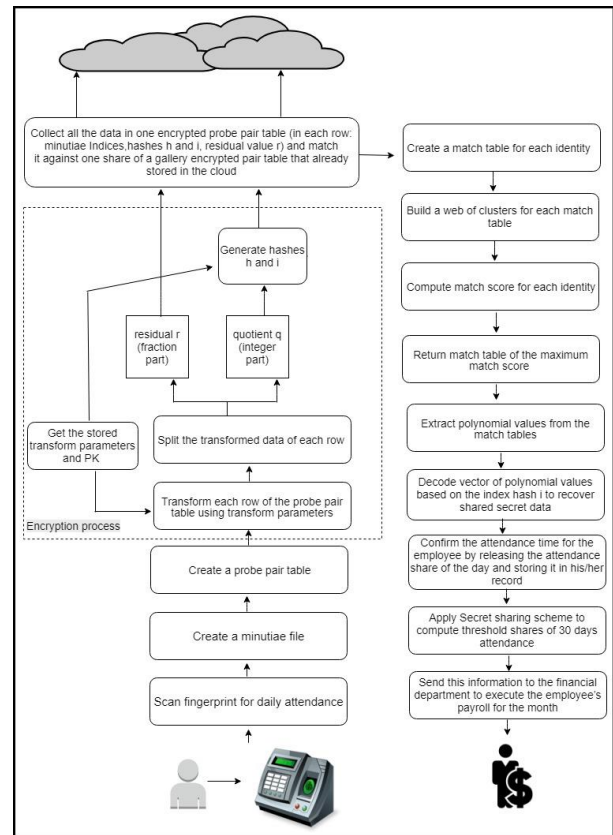 Collect all the data in one encrypted probe pair table (in each row:
minutiae Indices,hashes h and i, residual value r) and match
it against one share of a gallery encrypted pair table that already
stored in the cloud
Generate hashes
h and i
residual r
(fraction
part)
quotient q
(integer
part)
Get the stored
transform parameters
and PK
Split the transformed data of each row
Transform each row of the probe pair
table using transform parameters
Encryption process
Create a probe pair table
Create a minutiae file
Scan fingerprint for daily attendance
Create a match table for each identity
Build a web of clusters for each match
table
Compute match score for each identity
Return match table of the maximum
match score
Extract polynomial values from the
match tables
Decode vector of polynomial values
based on the index hash i to recover
shared secret data
Confirm the attendance time for the
employee by releasing the attendance
share of the day and storing it in his/her
record
Apply Secret sharing scheme to
compute threshold shares of 30 days
attendance
Send this information to the financial
department to execute the employee's
payroll for the month